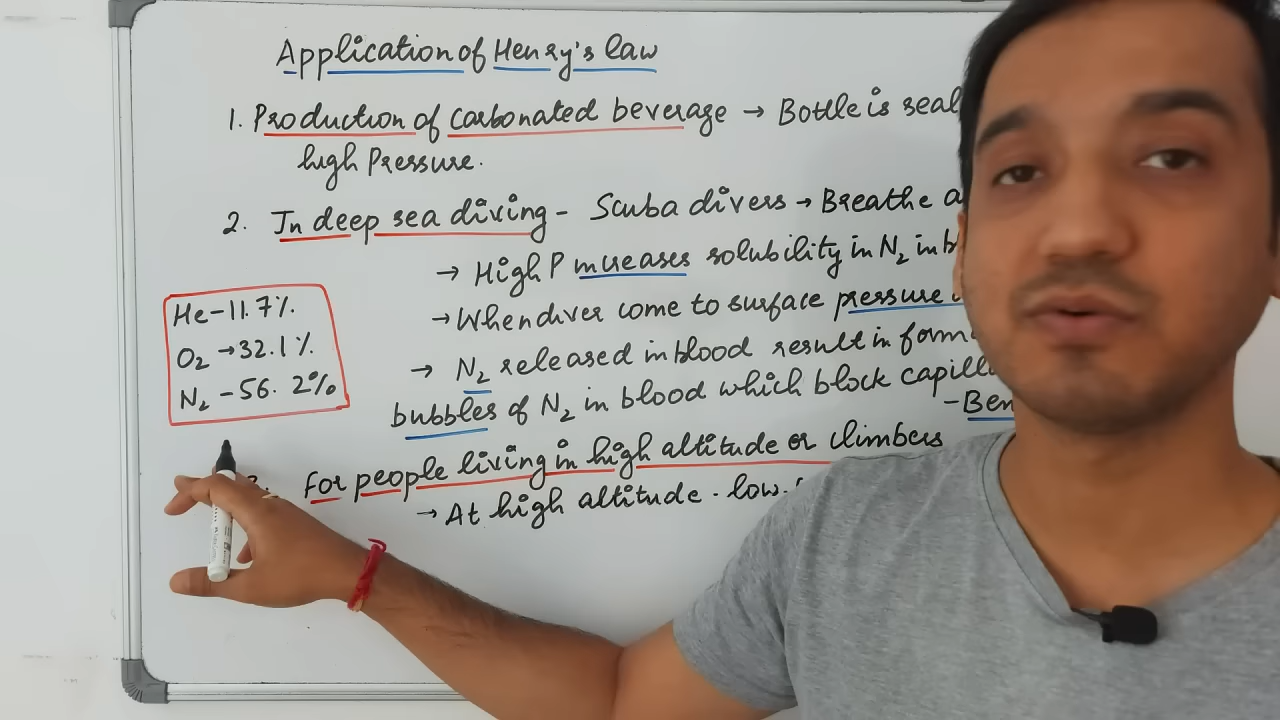 Application of Henry's law
1. Production of carbonated beverage → Bottle is seal
high Pressure.
2. In deep sea diving - Scuba divers → Breathe a
→ High P increases solubility in N₂ in b
→ When diver come to surface pressure
→ N₂ released in blood result in form
bubbles of N₂ in blood which block capill
- Ben
He - 11.7%
O₂ → 32.1%
N₂ - 56.2%
3. For people living in high altitude or climbers
→ At high altitude - low